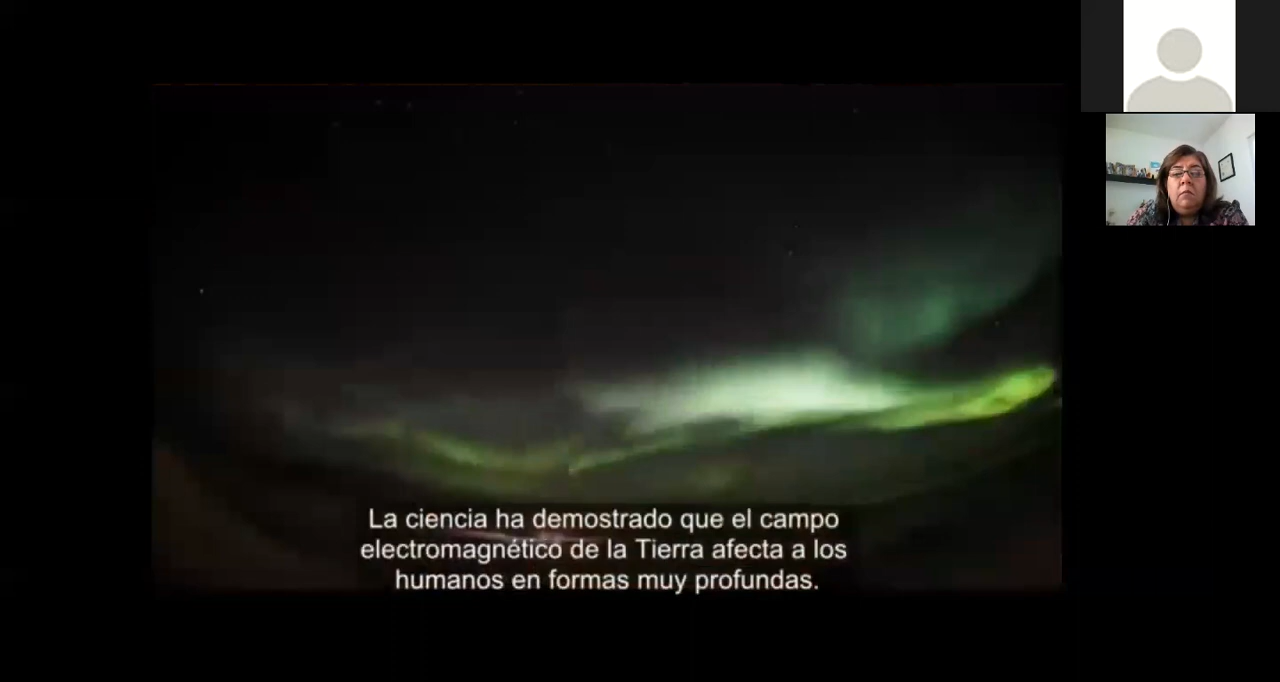 La ciencia ha demostrado que el campo
electromagnético de la Tierra afecta a los
humanos en formas muy profundas.